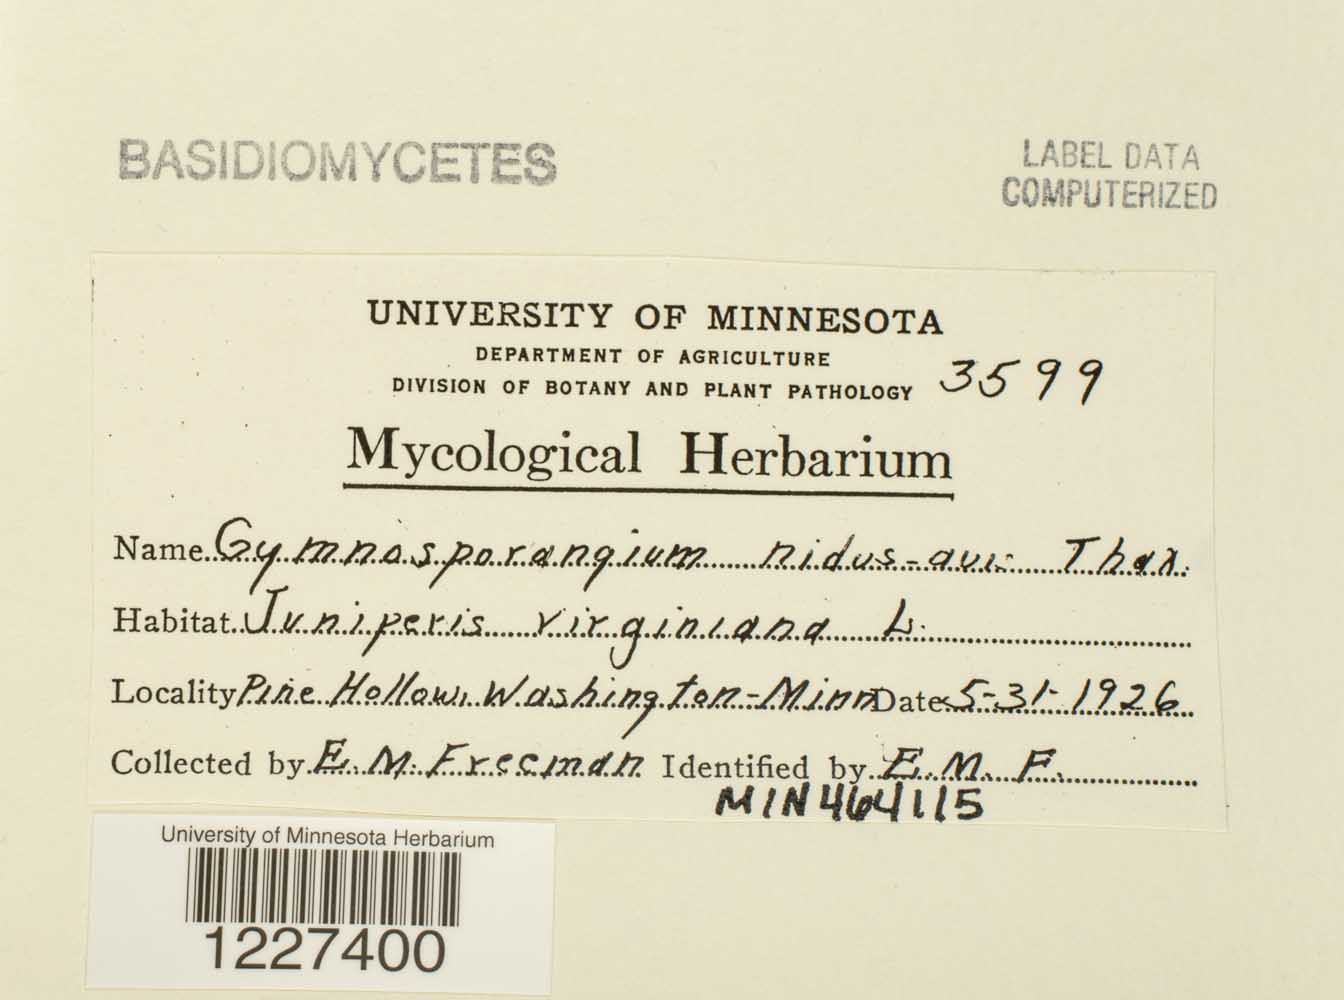 BASIDIOMYCETES
LABEL DATA
COMPUTERIZED
UNIVERSITY OF MINNESOTA
DEPARTMENT OF AGRICULTURE
DIVISION OF BOTANY AND PLANT PATHOLOGY 3599
Mycological Herbarium
Name Gymnosporangium nidus-avis Thax.
Habitat Juniperis virginiana L.
Locality Pine Hollow, Washington-Minn Date 5-31-1926
Collected by E. M. Freeman Identified by E. M. F.
MIN464115
University of Minnesota Herbarium
1227400